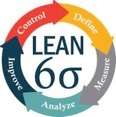 Control
Define
Measure
Analyze
Improve
LEAN
6σ